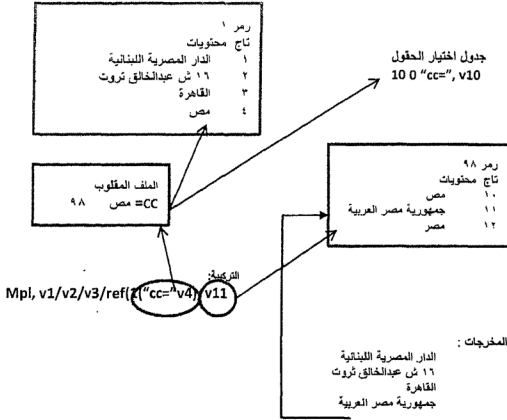 رمر ١
تاج محتويات
١ الدار المصرية اللبنانية
٢ ١٦ ش عبدالخالق ثروت
٣ القاهرة
٤ مص
جدول اختيار الحقول
10 0 “cc=”, v10
رمر ٩٨
تاج محتويات
١٠ مص
١١ جمهورية مصر العربية
١٢ مصر
الملف المقلوب
CC= مص ٩٨
التركيبة:
Mpl, v1/v2/v3/ref(1(“cc=”v4) v11
المخرجات :
الدار المصرية اللبنانية
١٦ ش عبدالخالق ثروت
القاهرة
جمهورية مصر العربية